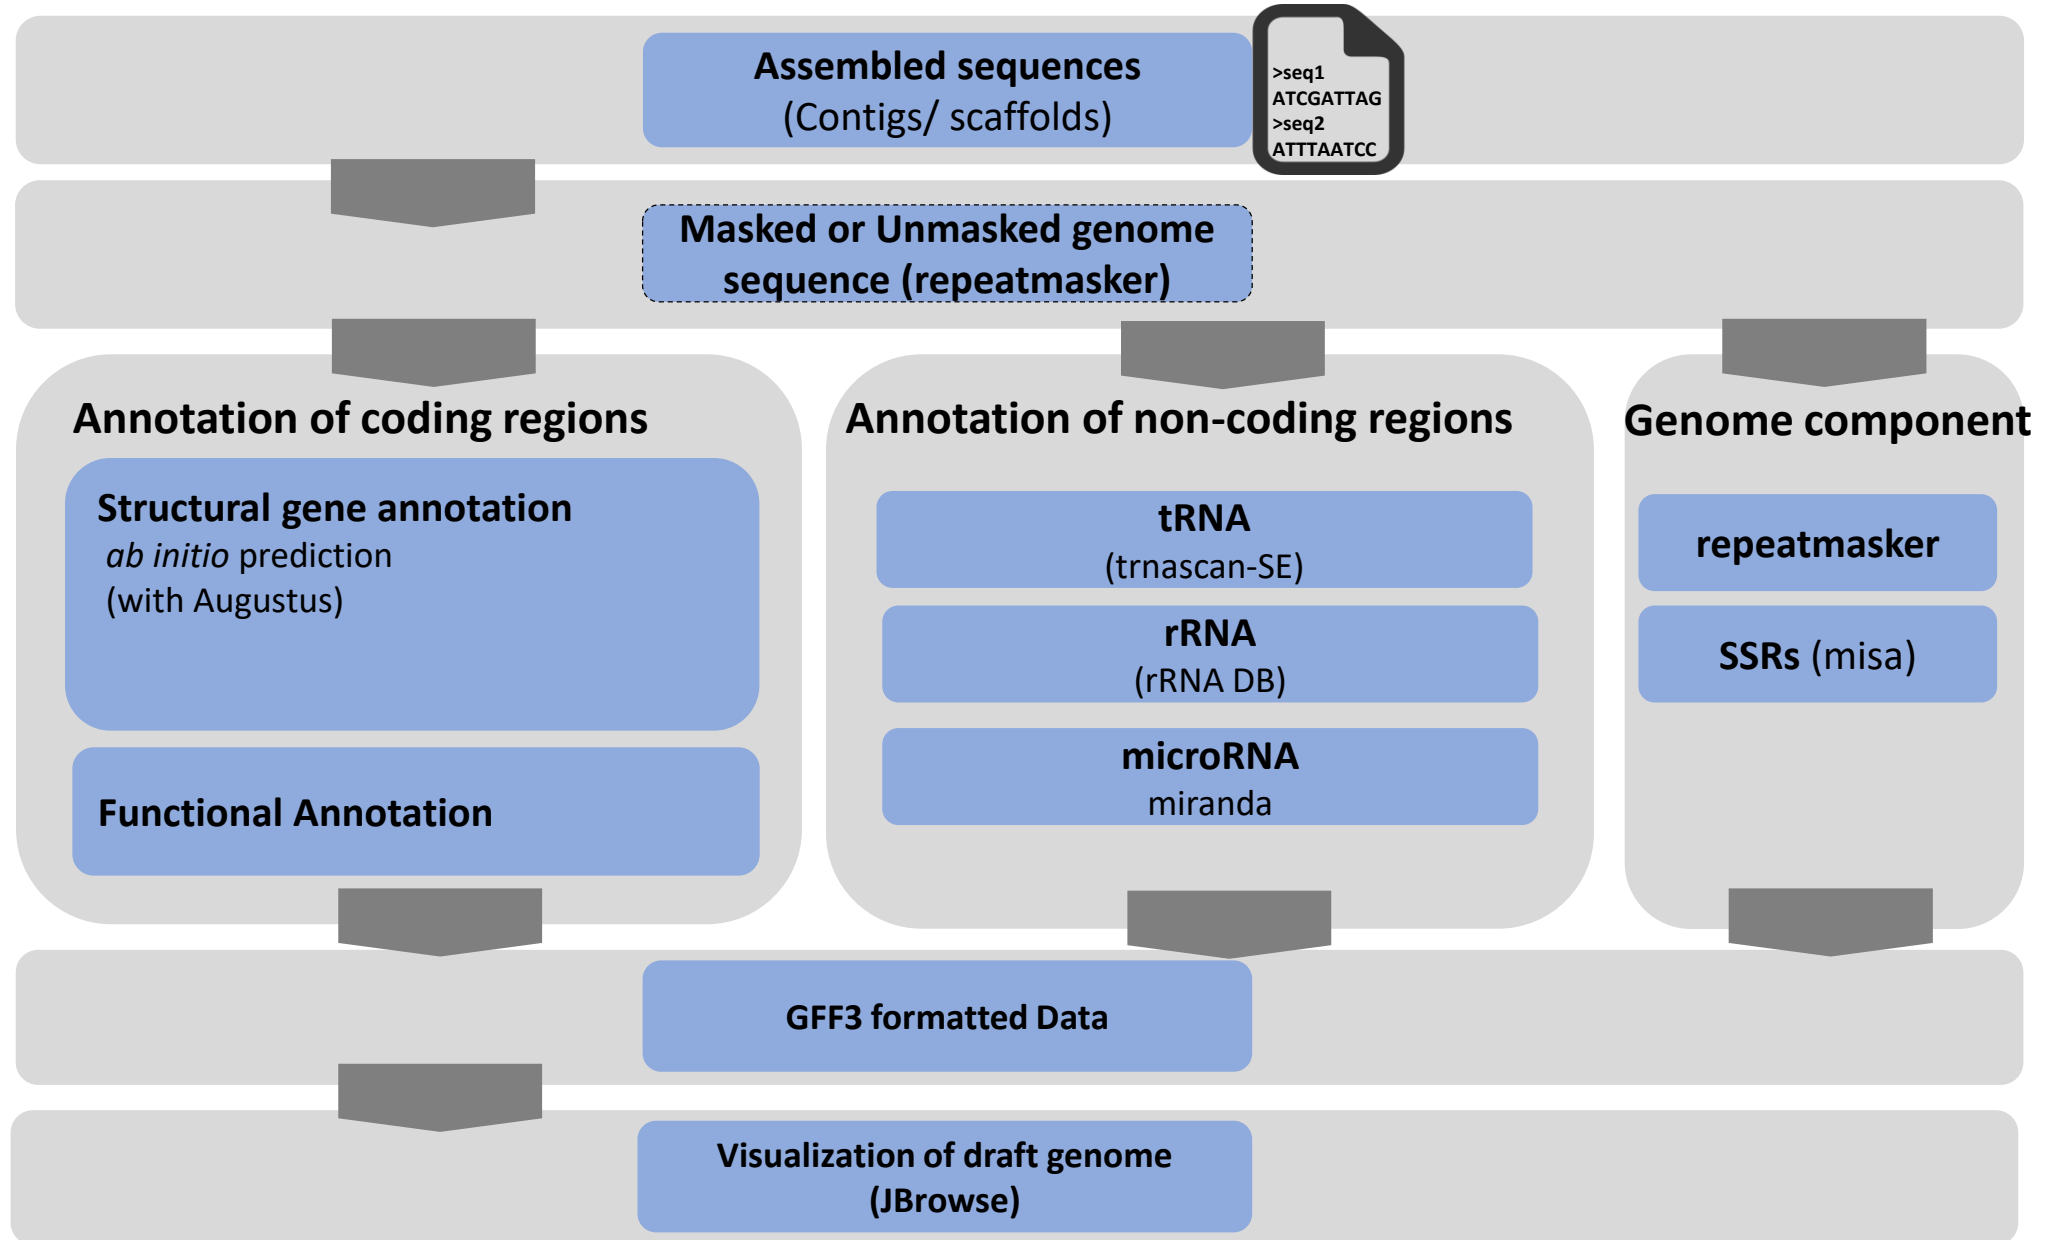 Assembled sequences
(Contigs/ scaffolds)
>seq1
ATCGATTAG
>seq2
ATTTAATCC
Masked or Unmasked genome
sequence (repeatmasker)
Annotation of coding regions
Structural gene annotation
ab initio prediction
(with Augustus)
Functional Annotation
Annotation of non-coding regions
tRNA
(trnascan-SE)
rRNA
(rRNA DB)
microRNA
miranda
Genome component
repeatmasker
SSRs (misa)
GFF3 formatted Data
Visualization of draft genome
(JBrowse)